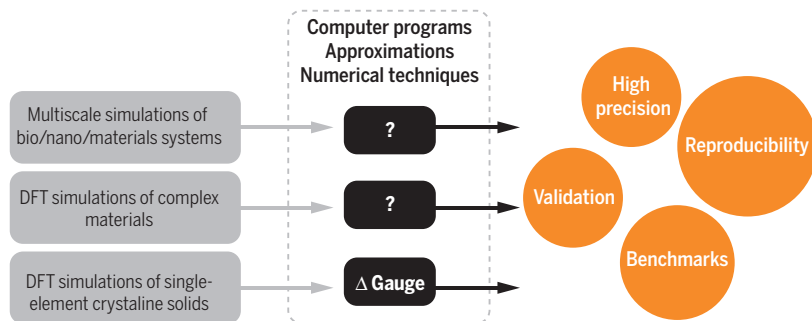 Computer programs
Approximations
Numerical techniques
Multiscale simulations of
bio/nano/materials systems
?
DFT simulations of complex
materials
?
DFT simulations of single-
element crystaline solids
Δ Gauge
High
precision
Reproducibility
Validation
Benchmarks